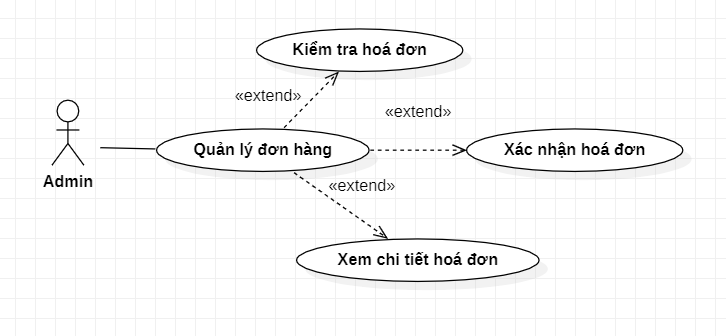 Kiểm tra hoá đơn
«extend»
«extend»
Quản lý đơn hàng
Xác nhận hoá đơn
Admin
«extend»
Xem chi tiết hoá đơn